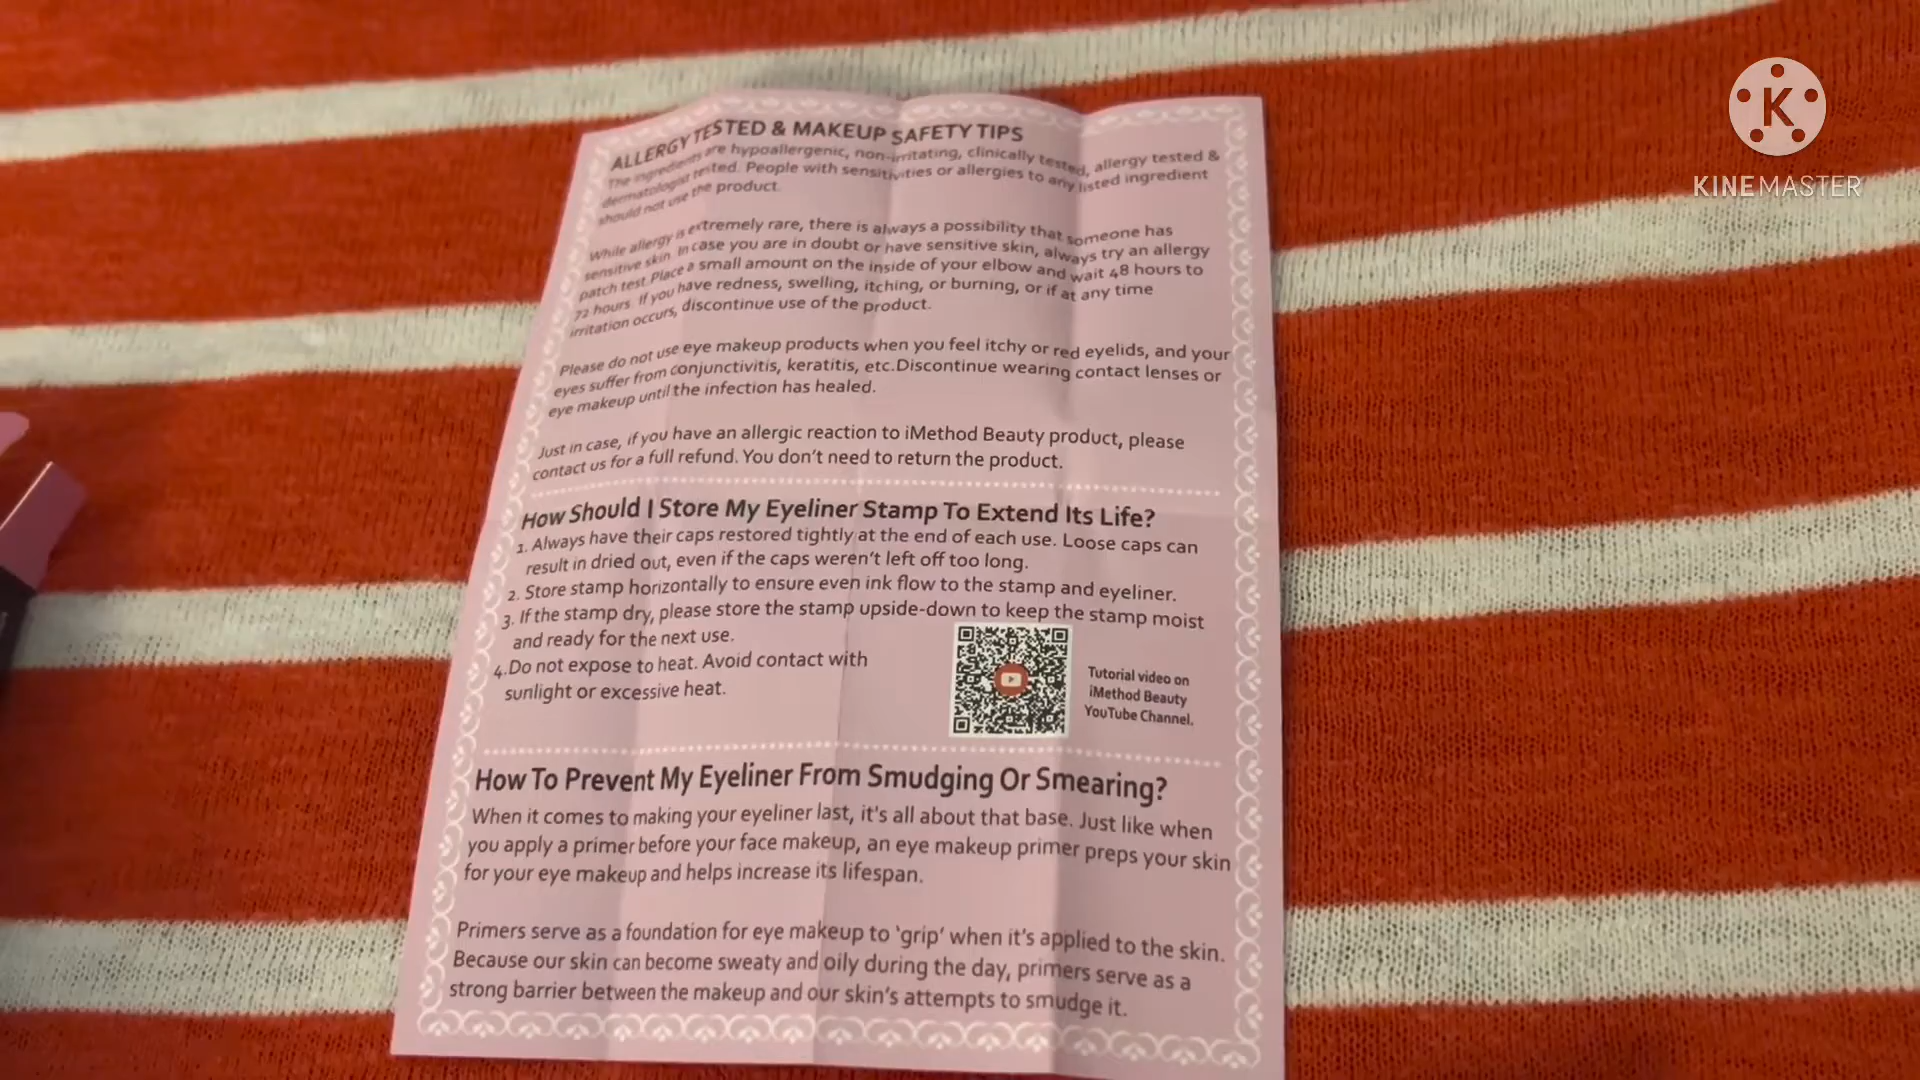 ALLERGY TESTED & MAKEUP SAFETY TIPS
The ingredients are hypoallergenic, non-irritating, clinically tested, allergy tested &
dermatologist tested. People with sensitivities or allergies to any listed ingredient
should not use the product.
While allergy is extremely rare, there is always a possibility that someone has
sensitive skin. In case you are in doubt or have sensitive skin, always try an allergy
patch test. Place a small amount on the inside of your elbow and wait 48 hours to
72 hours. If you have redness, swelling, itching, or burning, or if at any time
irritation occurs, discontinue use of the product.
Please do not use eye makeup products when you feel itchy or red eyelids, and your
eyes suffer from conjunctivitis, keratitis, etc.Discontinue wearing contact lenses or
eye makeup until the infection has healed.
Just in case, if you have an allergic reaction to iMethod Beauty product, please
contact us for a full refund. You don't need to return the product.
How Should I Store My Eyeliner Stamp To Extend Its Life?
1. Always have their caps restored tightly at the end of each use. Loose caps can
result in dried out, even if the caps weren't left off too long.
2. Store stamp horizontally to ensure even ink flow to the stamp and eyeliner.
3. If the stamp dry, please store the stamp upside-down to keep the stamp moist
and ready for the next use.
4.Do not expose to heat. Avoid contact with
sunlight or excessive heat.
Tutorial video on
iMethod Beauty
YouTube Channel.
How To Prevent My Eyeliner From Smudging Or Smearing?
When it comes to making your eyeliner last, it's all about that base. Just like when
you apply a primer before your face makeup, an eye makeup primer preps your skin
for your eye makeup and helps increase its lifespan.
Primers serve as a foundation for eye makeup to 'grip' when it's applied to the skin.
Because our skin can become sweaty and oily during the day, primers serve as a
strong barrier between the makeup and our skin's attempts to smudge it.
K
KINEMASTER